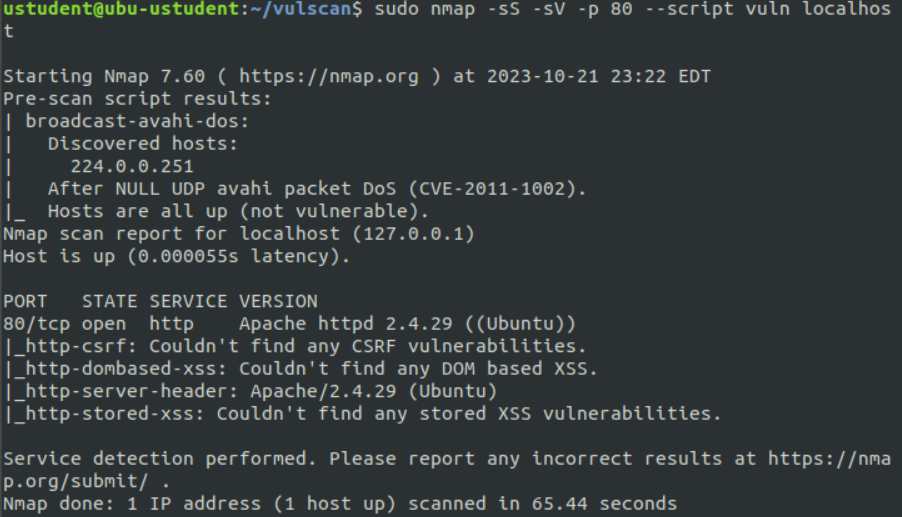 ustudent@ubu-ustudent:~/vulscan$ sudo nmap -sS -sV -p 80 --script vuln localhos
t
Starting Nmap 7.60 ( https://nmap.org ) at 2023-10-21 23:22 EDT
Pre-scan script results:
| broadcast-avahi-dos:
|   Discovered hosts:
|     224.0.0.251
|   After NULL UDP avahi packet DoS (CVE-2011-1002).
|_  Hosts are all up (not vulnerable).
Nmap scan report for localhost (127.0.0.1)
Host is up (0.000055s latency).
PORT   STATE SERVICE VERSION
80/tcp open  http    Apache httpd 2.4.29 ((Ubuntu))
|_http-csrf: Couldn't find any CSRF vulnerabilities.
|_http-dombased-xss: Couldn't find any DOM based XSS.
|_http-server-header: Apache/2.4.29 (Ubuntu)
|_http-stored-xss: Couldn't find any stored XSS vulnerabilities.
Service detection performed. Please report any incorrect results at https://nma
p.org/submit/ .
Nmap done: 1 IP address (1 host up) scanned in 65.44 seconds